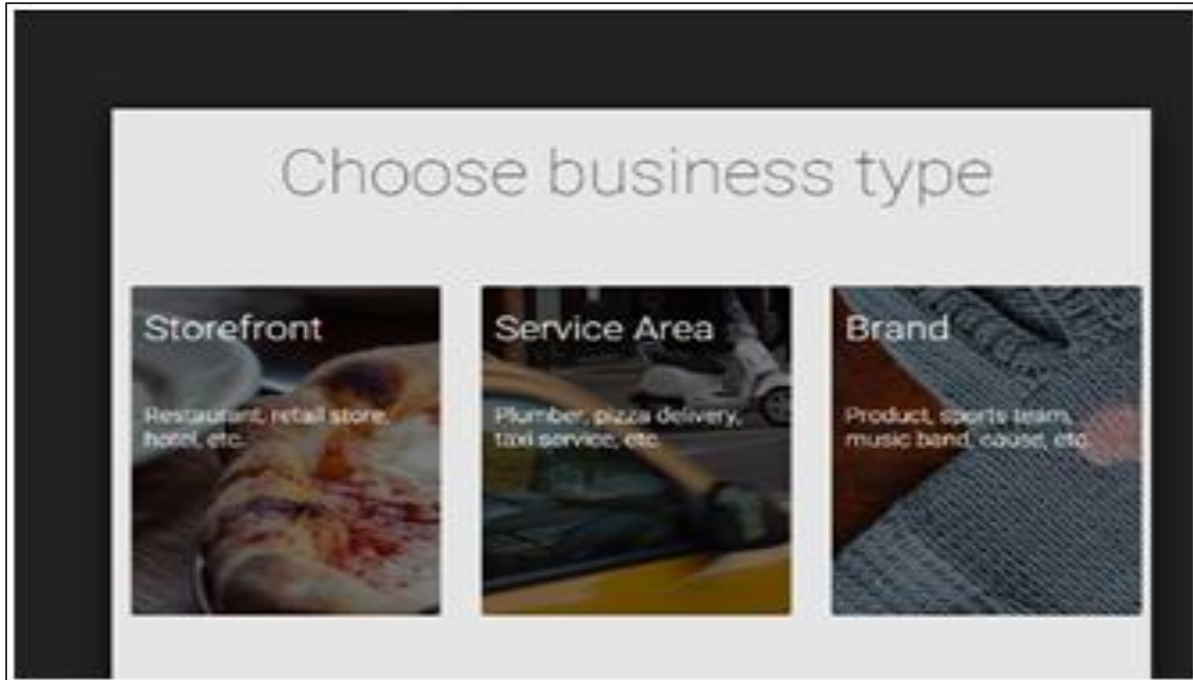 Choose business type
Storefront
Restaurant, retail store,
hotel, etc.
Service Area
Plumber, pizza delivery,
taxi service, etc.
Brand
Product, sports team,
music band, cause, etc.